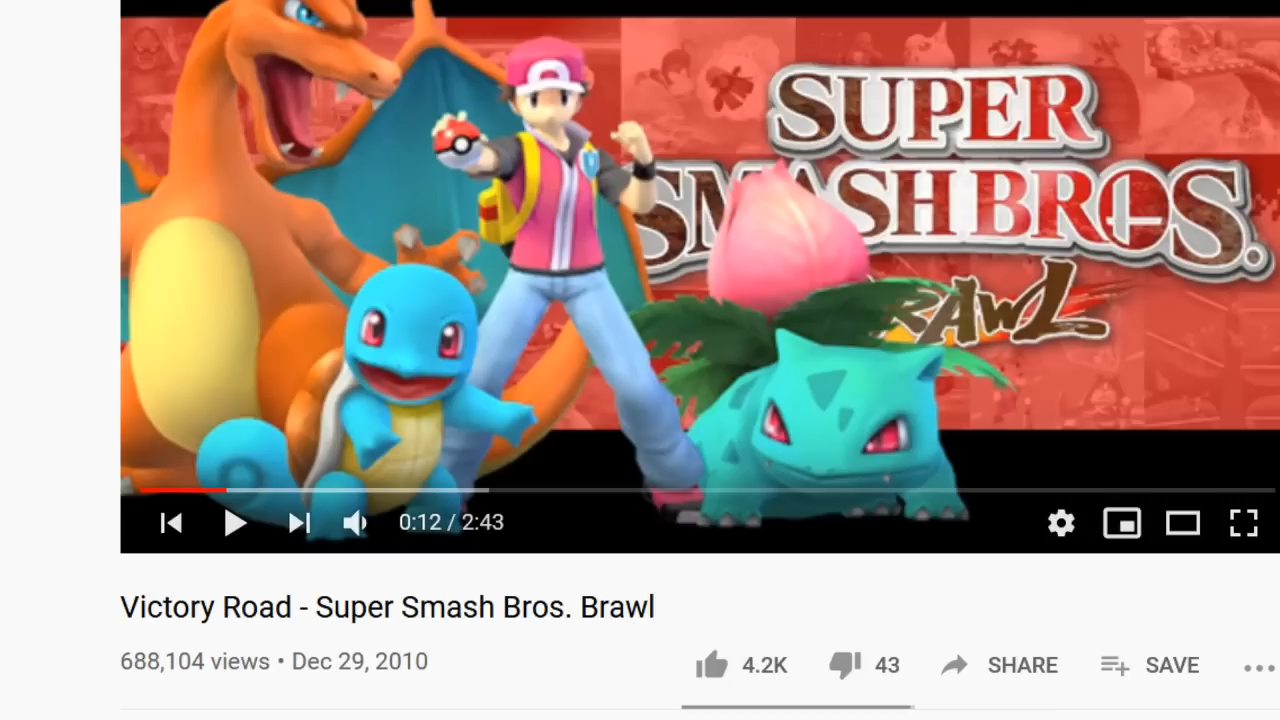 SUPER
SMASH BROS.
BRAWL
0:12 / 2:43
Victory Road - Super Smash Bros. Brawl
688,104 views • Dec 29, 2010
4.2K 43 SHARE SAVE